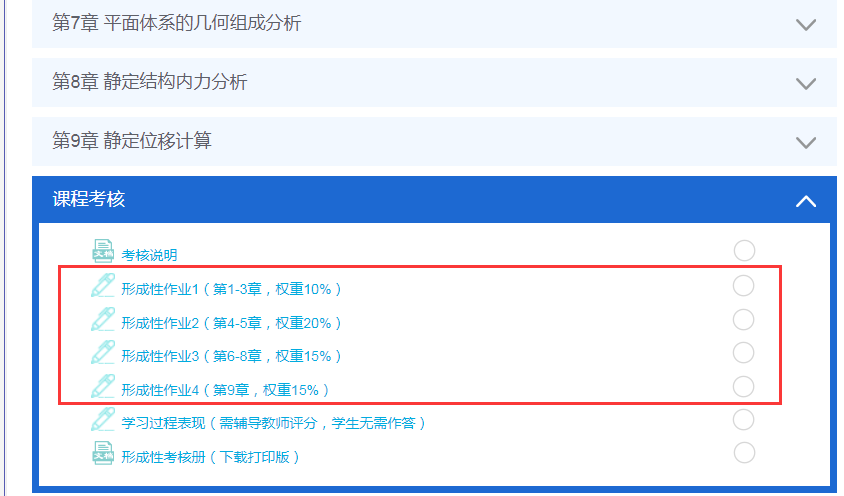 第7章 平面体系的几何组成分析
第8章 静定结构内力分析
第9章 静定位移计算
课程考核
文稿 考核说明
形成性作业1（第1-3章，权重10%）
形成性作业2（第4-5章，权重20%）
形成性作业3（第6-8章，权重15%）
形成性作业4（第9章，权重15%）
学习过程表现（需辅导教师评分，学生无需作答）
文稿 形成性考核册（下载打印版）